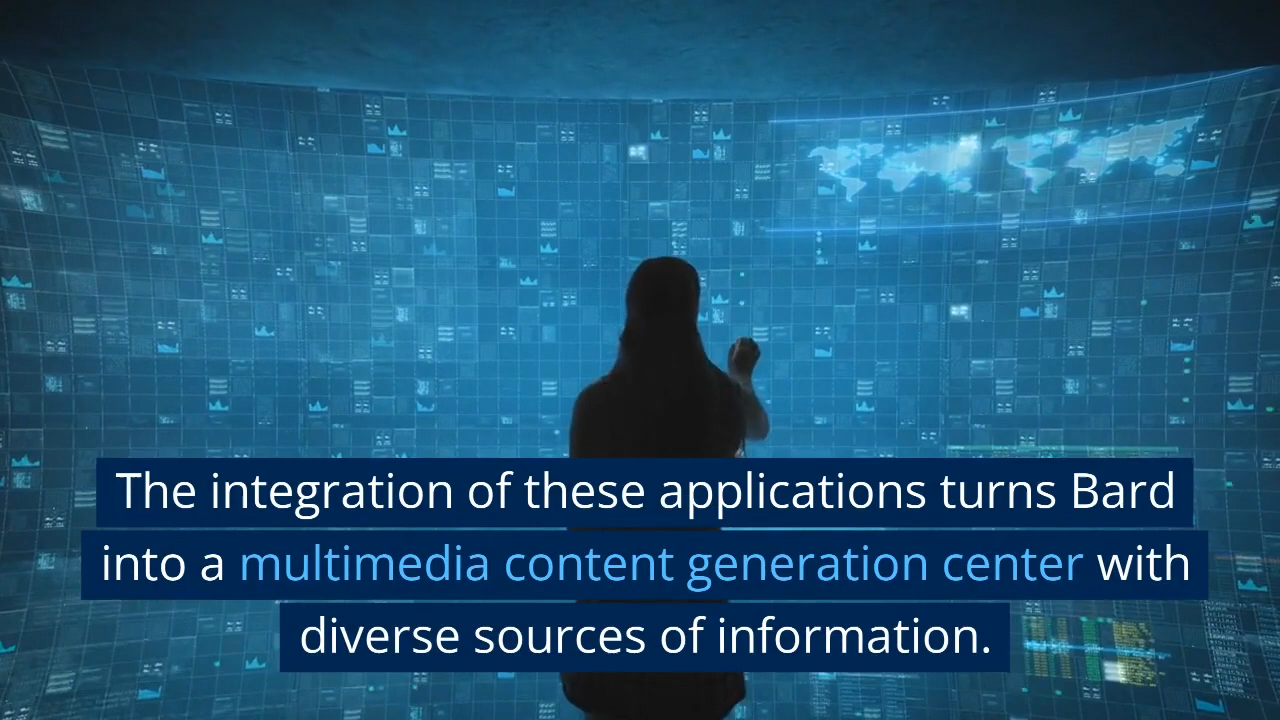 The integration of these applications turns Bard
into a multimedia content generation center with
diverse sources of information.